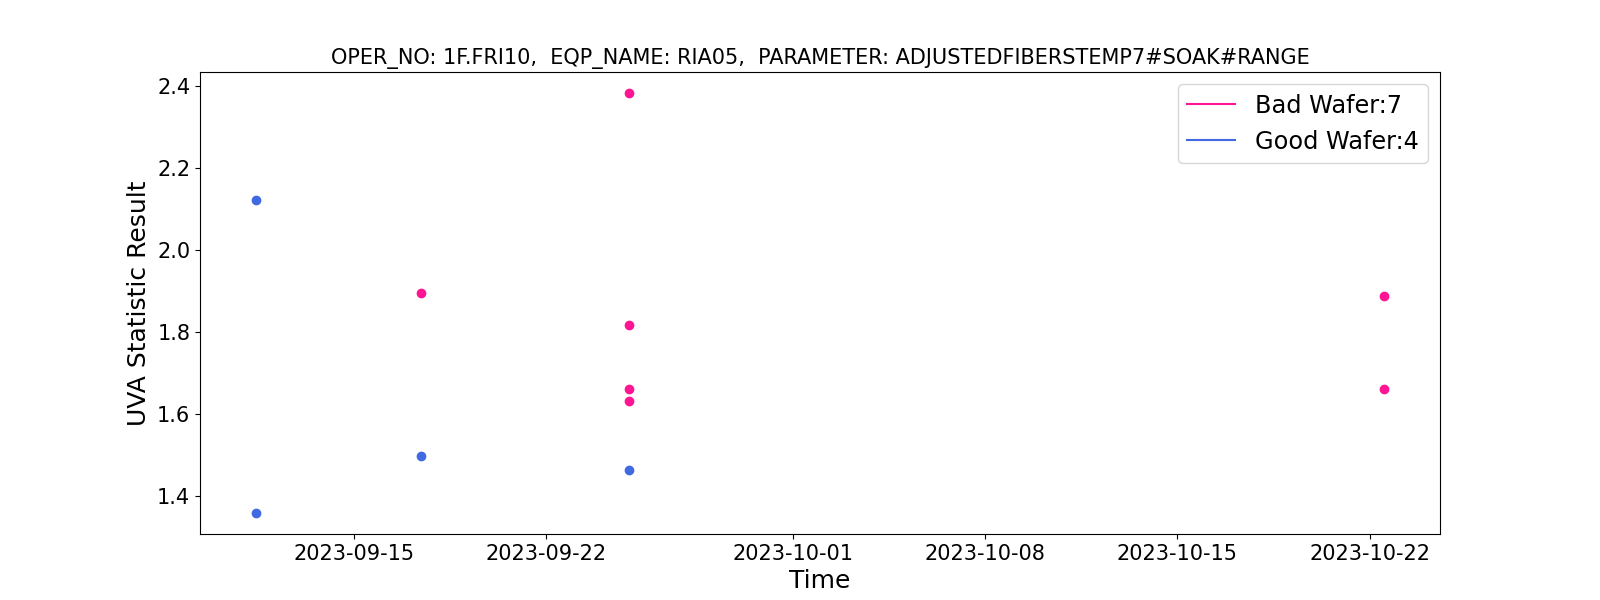 OPER_NO: 1F.FRI10,  EQP_NAME: RIA05,  PARAMETER: ADJUSTEDFIBERSTEMP7#SOAK#RANGE
Bad Wafer:7
Good Wafer:4
UVA Statistic Result
2.4
2.2
2.0
1.8
1.6
1.4
2023-09-15
2023-09-22
2023-10-01
2023-10-08
2023-10-15
2023-10-22
Time